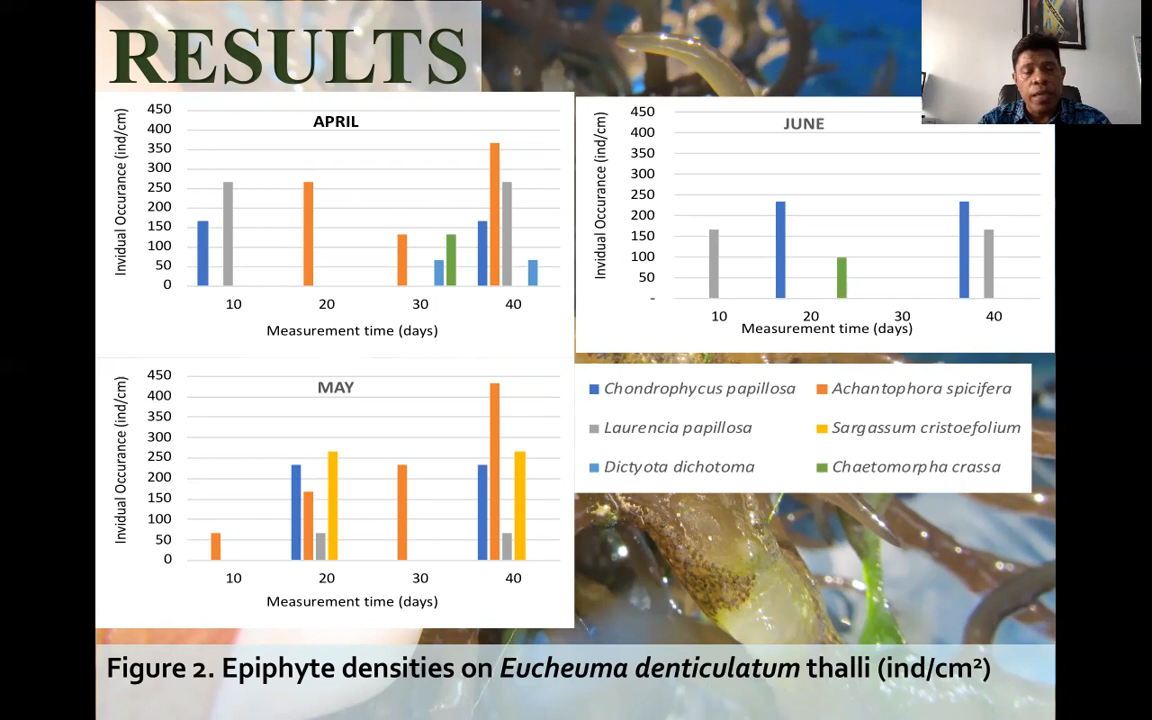 RESULTS
APRIL
Invidual Occurance (ind/cm)
450
400
350
300
250
200
150
100
50
0
10 20 30 40
Measurement time (days)
JUNE
Invidual Occurance (ind/cm)
450
400
350
300
250
200
150
100
50
-
10 20 30 40
Measurement time (days)
MAY
Invidual Occurance (ind/cm)
450
400
350
300
250
200
150
100
50
0
10 20 30 40
Measurement time (days)
Chondrophycus papillosa Achantophora spicifera
Laurencia papillosa Sargassum cristoefolium
Dictyota dichotoma Chaetomorpha crassa
Figure 2. Epiphyte densities on Eucheuma denticulatum thalli (ind/cm²)